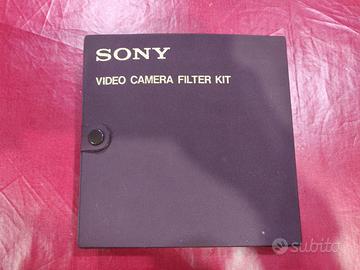 SONY
VIDEO CAMERA FILTER KIT
subito